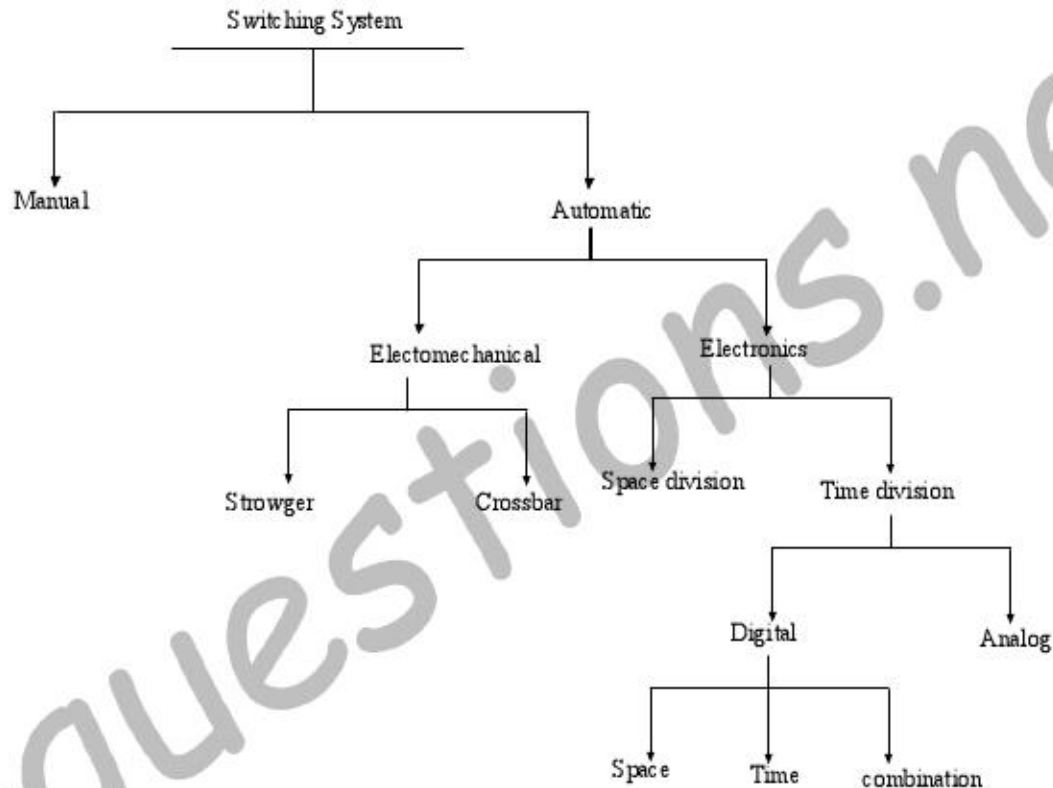 Switching System
Manual
Automatic
Electomechanical
Electronics
Strowger
Crossbar
Space division
Time division
Digital
Analog
Space
Time
combination
questions.ne